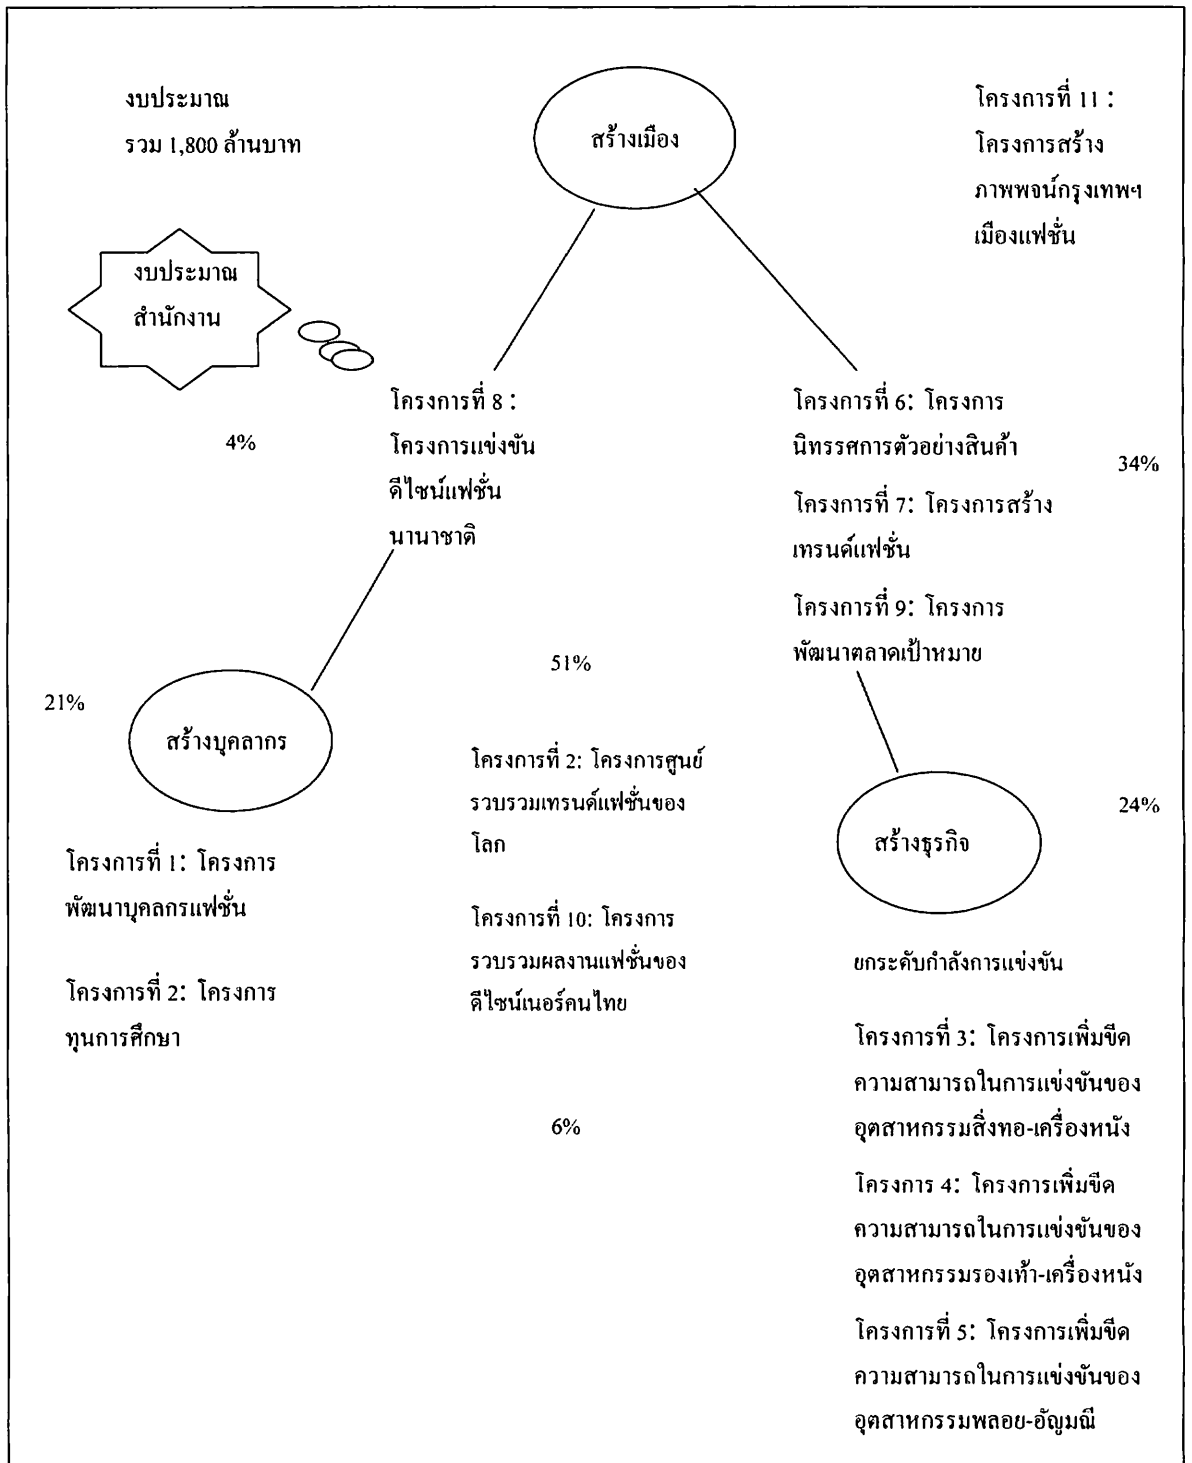 งบประมาณ
รวม 1,800 ล้านบาท
สร้างเมือง
โครงการที่ 11 :
โครงการสร้าง
ภาพพจน์กรุงเทพฯ
เมืองแฟชั่น
งบประมาณ
สำนักงาน
4%
โครงการที่ 8 :
โครงการแข่งขัน
ดีไซน์แฟชั่น
นานาชาติ
โครงการที่ 6: โครงการ
นิทรรศการตัวอย่างสินค้า
โครงการที่ 7: โครงการสร้าง
เทรนด์แฟชั่น
โครงการที่ 9: โครงการ
พัฒนาตลาดเป้าหมาย
34%
21%
สร้างบุคลากร
51%
24%
สร้างธุรกิจ
โครงการที่ 1: โครงการ
พัฒนาบุคลกรแฟชั่น
โครงการที่ 2: โครงการ
ทุนการศึกษา
โครงการที่ 2: โครงการศูนย์
รวบรวมเทรนด์แฟชั่นของ
โลก
โครงการที่ 10: โครงการ
รวบรวมผลงานแฟชั่นของ
ดีไซน์เนอร์คนไทย
6%
ยกระดับกำลังการแข่งขัน
โครงการที่ 3: โครงการเพิ่มขีด
ความสามารถในการแข่งขันของ
อุตสาหกรรมสิ่งทอ-เครื่องหนัง
โครงการ 4: โครงการเพิ่มขีด
ความสามารถในการแข่งขันของ
อุตสาหกรรมรองเท้า-เครื่องหนัง
โครงการที่ 5: โครงการเพิ่มขีด
ความสามารถในการแข่งขันของ
อุตสาหกรรมพลอย-อัญมณี